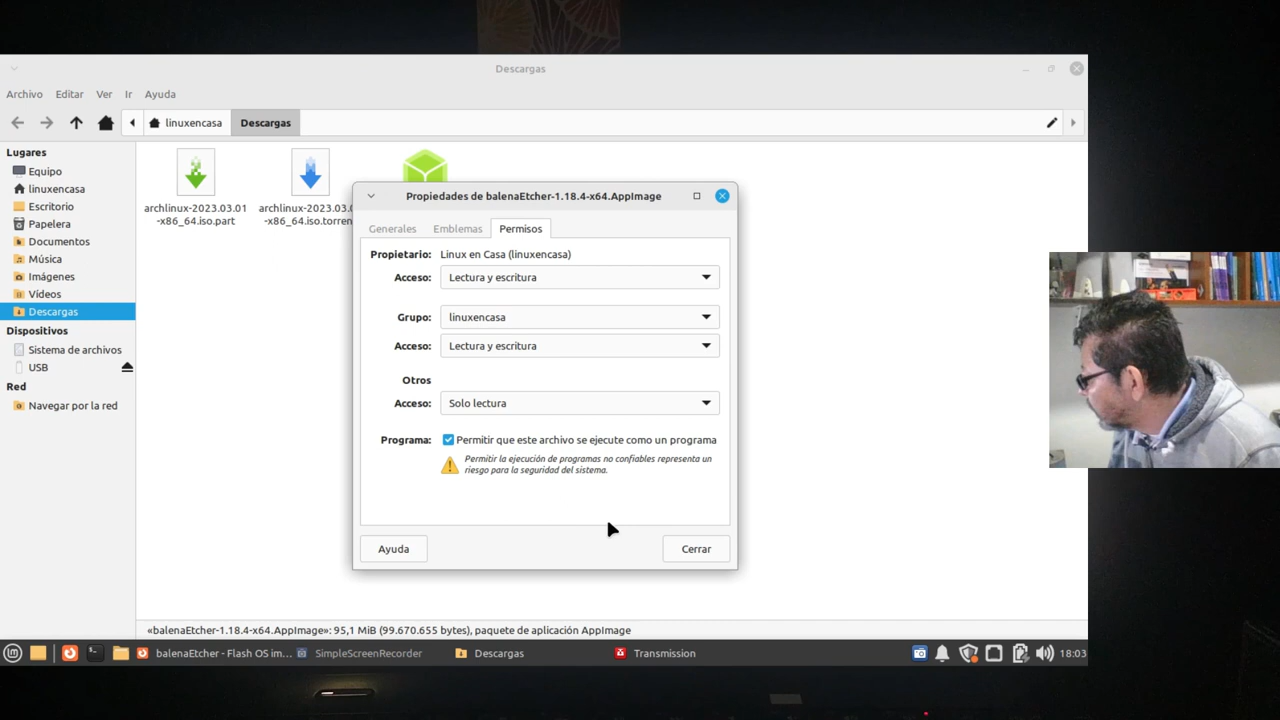 Descargas
Archivo Editar Ver Ir Ayuda
linuxencasa Descargas
Lugares
Equipo
linuxencasa
Escritorio
Papelera
Documentos
Música
Imágenes
Vídeos
Descargas
Dispositivos
Sistema de archivos
USB
Red
Navegar por la red
archlinux-2023.03.01
-x86_64.iso.part
archlinux-2023.03.0
-x86_64.iso.torren
Propiedades de balenaEtcher-1.18.4-x64.AppImage
Generales Emblemas Permisos
Propietario: Linux en Casa (linuxencasa)
Acceso: Lectura y escritura
Grupo: linuxencasa
Acceso: Lectura y escritura
Otros
Acceso: Solo lectura
Programa: Permitir que este archivo se ejecute como un programa
Permitir la ejecución de programas no confiables representa un
riesgo para la seguridad del sistema.
Ayuda Cerrar
«balenaEtcher-1.18.4-x64.AppImage»: 95,1 MiB (99.670.655 bytes), paquete de aplicación AppImage
balenaEtcher - Flash OS im... SimpleScreenRecorder Descargas Transmission 18:03